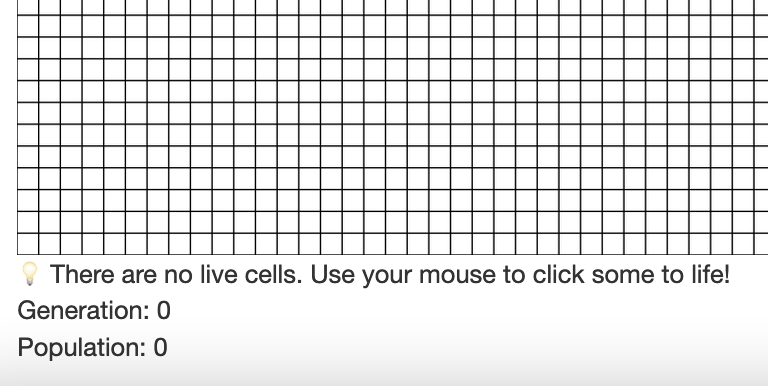 💡 There are no live cells. Use your mouse to click some to life!
Generation: 0
Population: 0